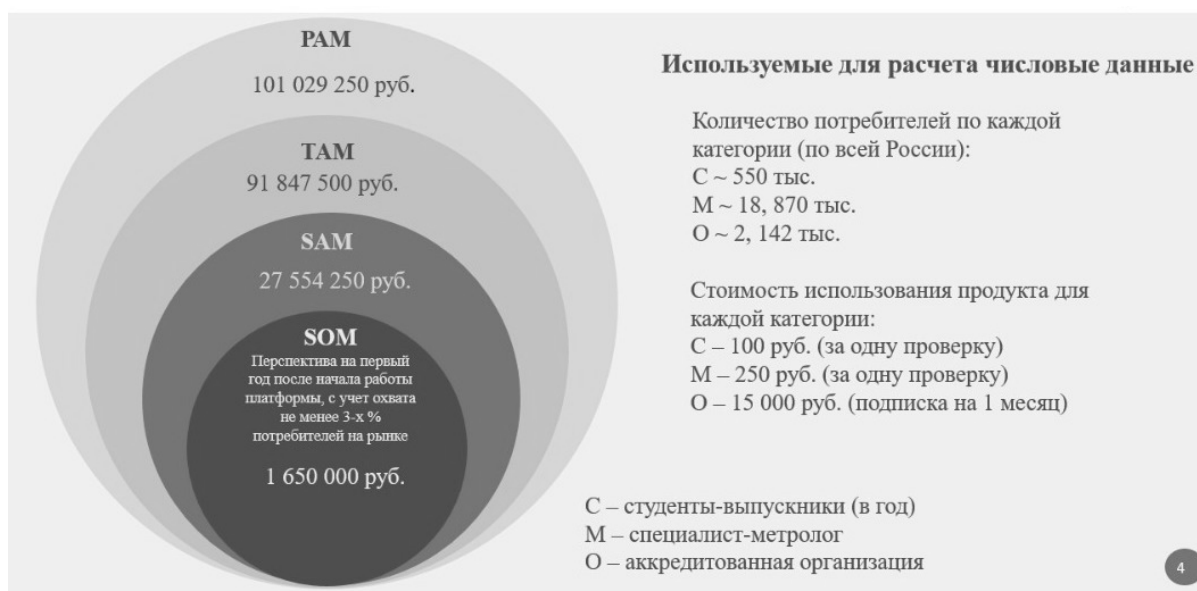 PAM
101 029 250 руб.
TAM
91 847 500 руб.
SAM
27 554 250 руб.
SOM
Перспектива на первый
год после начала работы
платформы, с учет охвата
не менее 3-х %
потребителей на рынке
1 650 000 руб.
Используемые для расчета числовые данные
Количество потребителей по каждой
категории (по всей России):
С ~ 550 тыс.
М ~ 18, 870 тыс.
О ~ 2, 142 тыс.
Стоимость использования продукта для
каждой категории:
С – 100 руб. (за одну проверку)
М – 250 руб. (за одну проверку)
О – 15 000 руб. (подписка на 1 месяц)
С – студенты-выпускники (в год)
М – специалист-метролог
О – аккредитованная организация
4